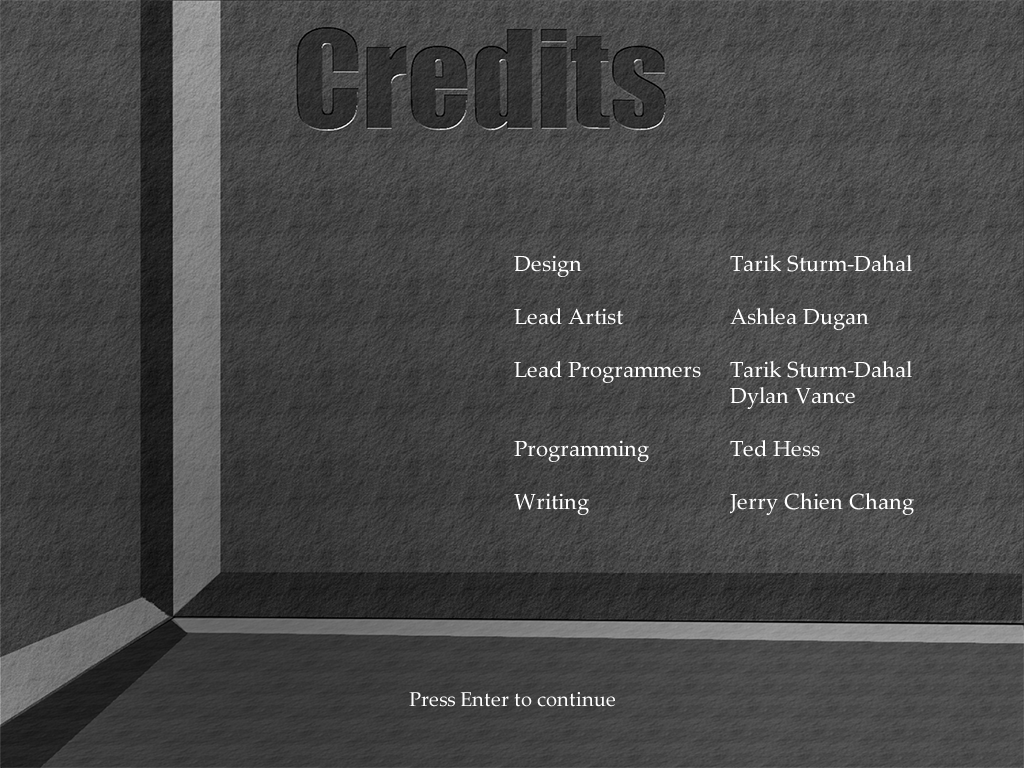 Credits
Design Tarik Sturm-Dahal
Lead Artist Ashlea Dugan
Lead Programmers Tarik Sturm-Dahal
Dylan Vance
Programming Ted Hess
Writing Jerry Chien Chang
Press Enter to continue